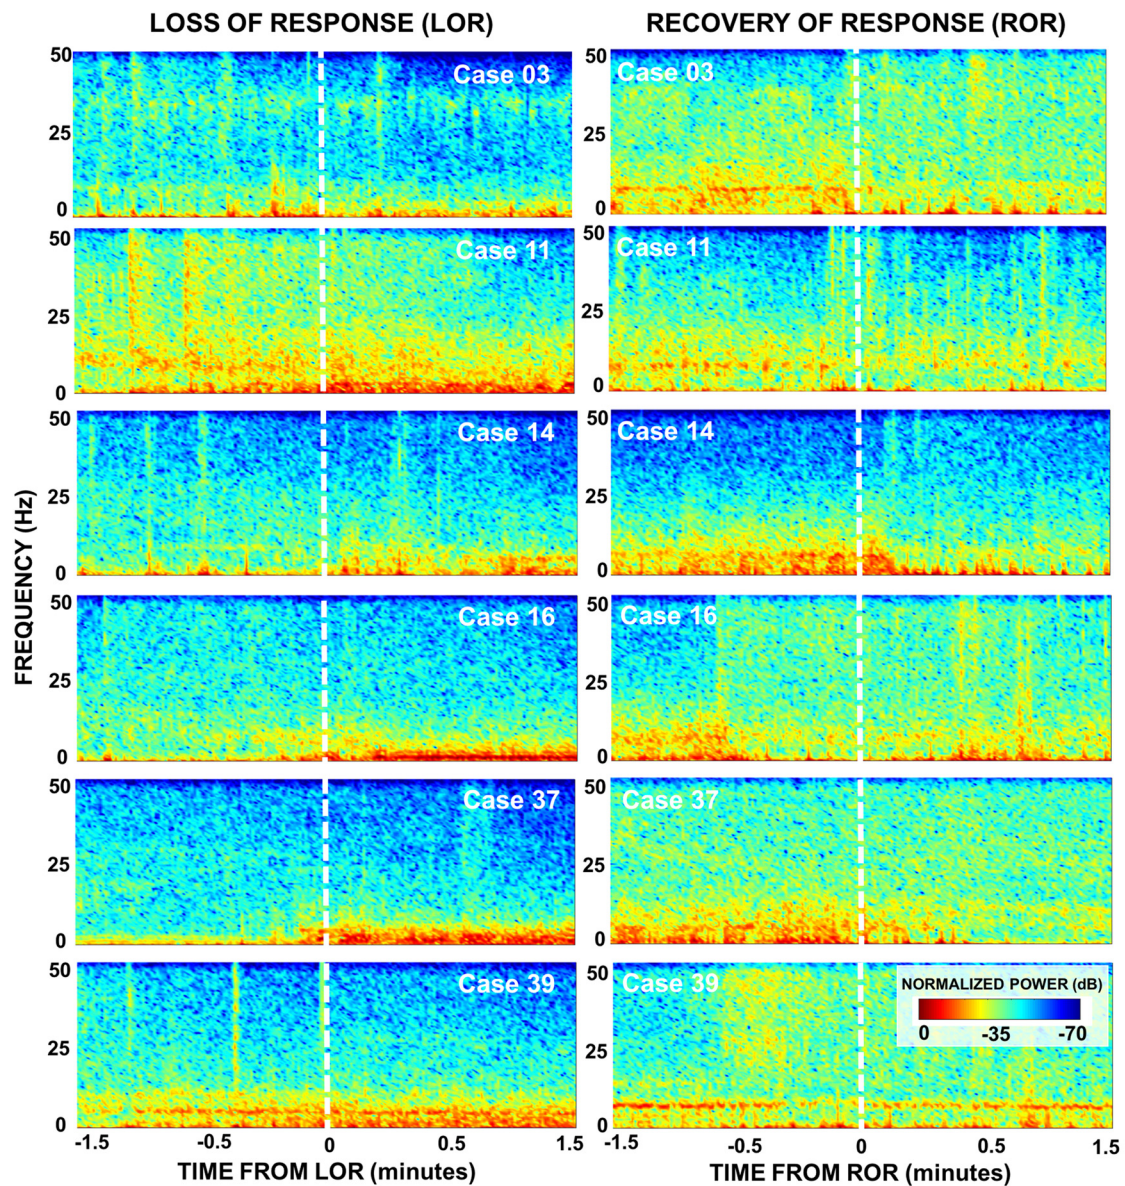 LOSS OF RESPONSE (LOR)
RECOVERY OF RESPONSE (ROR)
50
Case 03
25
0
50
Case 03
25
0
50
Case 11
25
0
50
Case 11
25
0
50
Case 14
25
0
50
Case 14
25
0
FREQUENCY (Hz)
50
Case 16
25
0
50
Case 16
25
0
50
Case 37
25
0
50
Case 37
25
0
50
Case 39
25
0
50
Case 39
25
0
NORMALIZED POWER (dB)
0 -35 -70
-1.5 -0.5 0 0.5 1.5
TIME FROM LOR (minutes)
-1.5 -0.5 0 0.5 1.5
TIME FROM ROR (minutes)